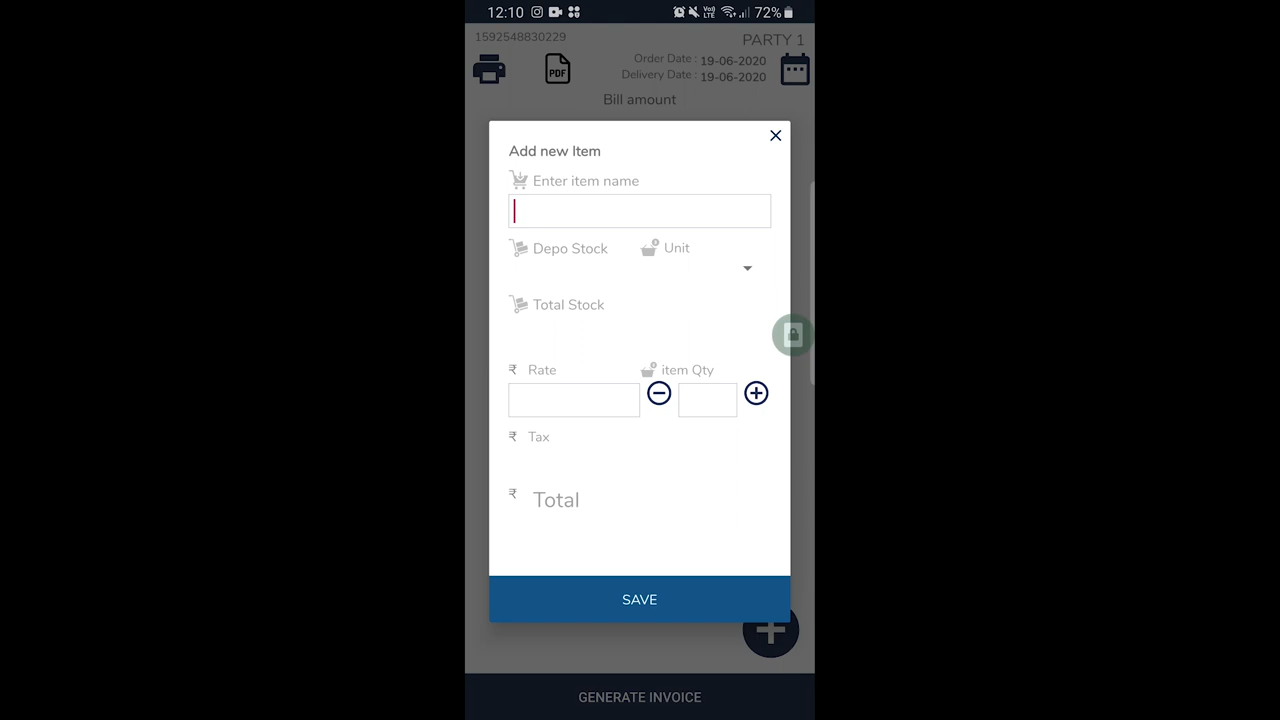 12:10 Vo) LTE 72%
1592548830229
PARTY 1
PDF
Order Date : 19-06-2020
Delivery Date : 19-06-2020
Bill amount
Add new Item
Enter item name
Depo Stock Unit
Total Stock
₹ Rate item Qty
₹ Tax
₹ Total
SAVE
GENERATE INVOICE